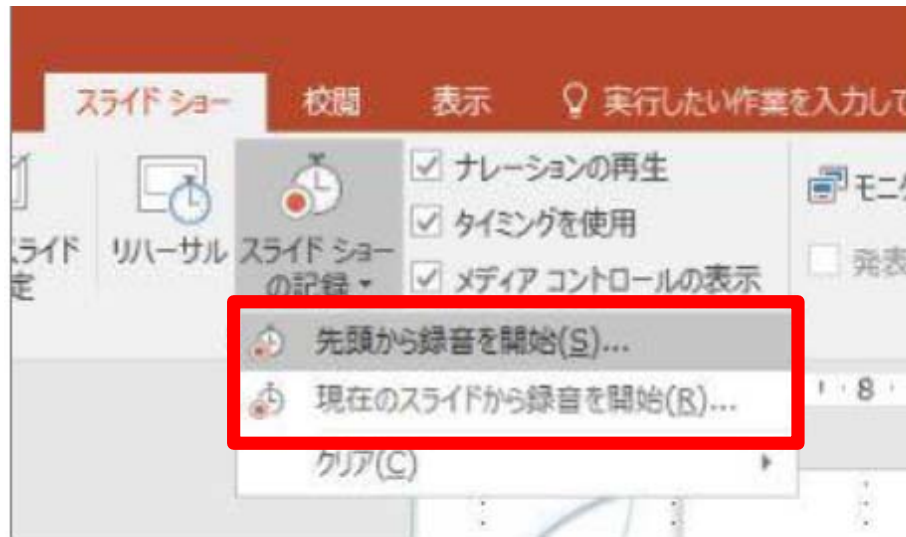 スライド ショー 校閲 表示 実行したい作業を入力して
ナレーションの再生
タイミングを使用
メディア コントロールの表示
リハーサル
スライド ショー
の記録
スライド
定
モニタ
発表
先頭から録音を開始(S)...
現在のスライドから録音を開始(R)...
クリア(C)
8